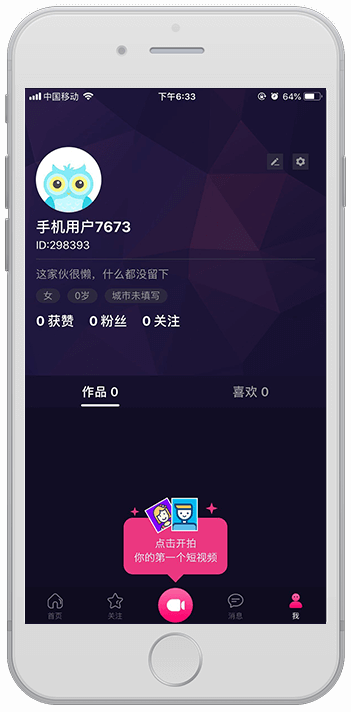 中国移动 下午6:33 64%
手机用户7673
ID:298393
这家伙很懒，什么都没留下
女 0岁 城市未填写
0 获赞 0 粉丝 0 关注
作品 0 喜欢 0
点击开拍
你的第一个短视频
首页 关注 消息 我